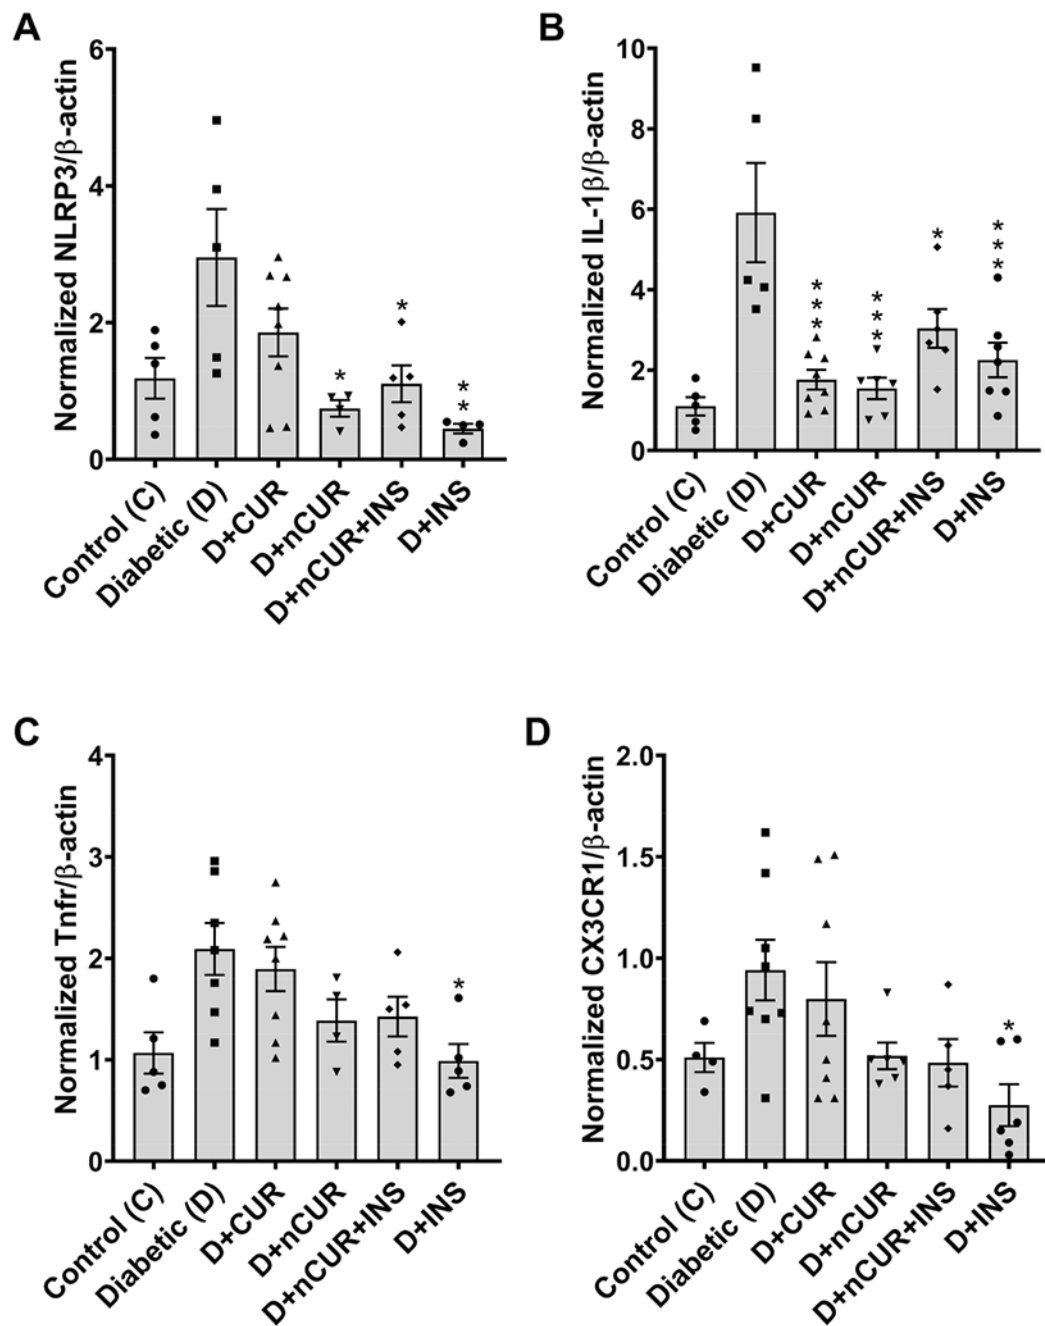 A
Normalized NLRP3/β-actin
6
4
2
0
*
*
*
*
Control (C)
Diabetic (D)
D+CUR
D+nCUR
D+nCUR+INS
D+INS
B
Normalized IL-1β/β-actin
10
8
6
4
2
0
***
***
*
***
Control (C)
Diabetic (D)
D+CUR
D+nCUR
D+nCUR+INS
D+INS
C
Normalized Tnfr/β-actin
4
3
2
1
0
*
Control (C)
Diabetic (D)
D+CUR
D+nCUR
D+nCUR+INS
D+INS
D
Normalized CX3CR1/β-actin
2.0
1.5
1.0
0.5
0.0
*
Control (C)
Diabetic (D)
D+CUR
D+nCUR
D+nCUR+INS
D+INS